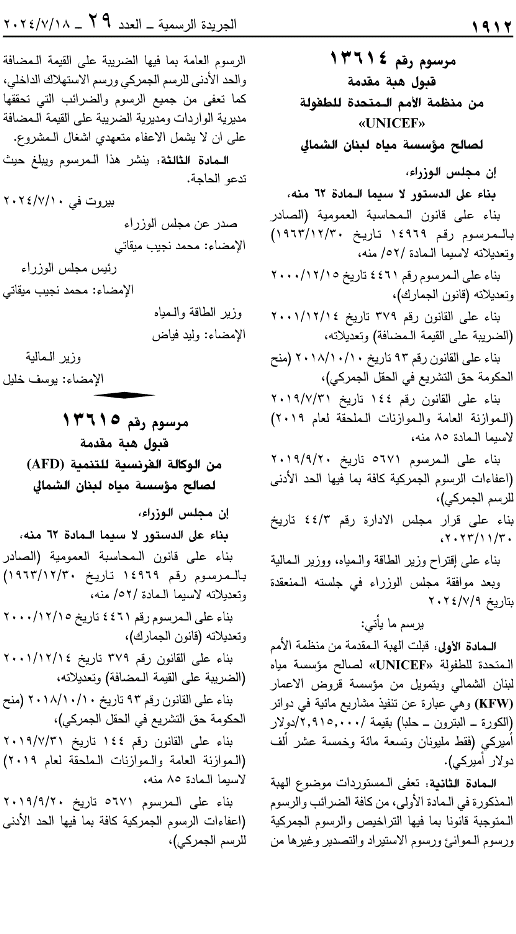 ١٩١٢
الجريدة الرسمية ـ العدد ٢٩ ـ ٢٠٢٤/٧/١٨
مرسوم رقم ١٣٦١٤
قبول هبة مقدمة
من منظمة الأمم المتحدة للطفولة
«UNICEF»
لصالح مؤسسة مياه لبنان الشمالي
إن مجلس الوزراء،
بناء على الدستور لا سيما المادة ٦٢ منه،
بناء على قانون المحاسبة العمومية (الصادر
بالمرسوم رقم ١٤٩٦٩ تاريخ ١٩٦٣/١٢/٣٠)
وتعديلاته لاسيما المادة /٥٢/ منه،
بناء على المرسوم رقم ٤٤٦١ تاريخ ٢٠٠٠/١٢/١٥
وتعديلاته (قانون الجمارك)،
بناء على القانون رقم ٣٧٩ تاريخ ٢٠٠١/١٢/١٤
(الضريبة على القيمة المضافة) وتعديلاته،
بناء على القانون رقم ٩٣ تاريخ ٢٠١٨/١٠/١٠ (منح
الحكومة حق التشريع في الحقل الجمركي)،
بناء على القانون رقم ١٤٤ تاريخ ٢٠١٩/٧/٣١
(الموازنة العامة والموازنات الملحقة لعام ٢٠١٩)
لاسيما المادة ٨٥ منه،
بناء على المرسوم ٥٦٧١ تاريخ ٢٠١٩/٩/٢٠
(اعفاءات الرسوم الجمركية كافة بما فيها الحد الأدنى
للرسم الجمركي)،
بناء على قرار مجلس الادارة رقم ٤٤/٣ تاريخ
٢٠٢٣/١١/٣٠،
بناء على إقتراح وزير الطاقة والمياه، ووزير المالية
وبعد موافقة مجلس الوزراء في جلسته المنعقدة
بتاريخ ٢٠٢٤/٧/٩
يرسم ما يأتي:
المادة الأولى: قبلت الهبة المقدمة من منظمة الأمم
المتحدة للطفولة «UNICEF» لصالح مؤسسة مياه
لبنان الشمالي وبتمويل من مؤسسة قروض الاعمار
(KFW) وهي عبارة عن تنفيذ مشاريع مائية في دوائر
(الكورة ـ البترون ـ حلبا) بقيمة /٢,٩١٥,٠٠٠/دولار
أميركي (فقط مليونان وتسعة مائة وخمسة عشر ألف
دولار أميركي).
المادة الثانية: تعفى المستوردات موضوع الهبة
المذكورة في المادة الأولى، من كافة الضرائب والرسوم
المتوجبة قانونا بما فيها التراخيص والرسوم الجمركية
ورسوم الموانئ ورسوم الاستيراد والتصدير وغيرها من
الرسوم العامة بما فيها الضريبة على القيمة المضافة
والحد الأدنى للرسم الجمركي ورسم الاستهلاك الداخلي،
كما تعفى من جميع الرسوم والضرائب التي تحققها
مديرية الواردات ومديرية الضريبة على القيمة المضافة
على ان لا يشمل الاعفاء متعهدي اشغال المشروع.
المادة الثالثة: ينشر هذا المرسوم ويبلغ حيث
تدعو الحاجة.
بيروت في ٢٠٢٤/٧/١٠
صدر عن مجلس الوزراء
الإمضاء: محمد نجيب ميقاتي
رئيس مجلس الوزراء
الإمضاء: محمد نجيب ميقاتي
وزير الطاقة والمياه
الإمضاء: وليد فياض
وزير المالية
الإمضاء: يوسف خليل
مرسوم رقم ١٣٦١٥
قبول هبة مقدمة
من الوكالة الفرنسية للتنمية (AFD)
لصالح مؤسسة مياه لبنان الشمالي
إن مجلس الوزراء،
بناء على الدستور لا سيما المادة ٦٢ منه،
بناء على قانون المحاسبة العمومية (الصادر
بالمرسوم رقم ١٤٩٦٩ تاريخ ١٩٦٣/١٢/٣٠)
وتعديلاته لاسيما المادة /٥٢/ منه،
بناء على المرسوم رقم ٤٤٦١ تاريخ ٢٠٠٠/١٢/١٥
وتعديلاته (قانون الجمارك)،
بناء على القانون رقم ٣٧٩ تاريخ ٢٠٠١/١٢/١٤
(الضريبة على القيمة المضافة) وتعديلاته،
بناء على القانون رقم ٩٣ تاريخ ٢٠١٨/١٠/١٠ (منح
الحكومة حق التشريع في الحقل الجمركي)،
بناء على القانون رقم ١٤٤ تاريخ ٢٠١٩/٧/٣١
(الموازنة العامة والموازنات الملحقة لعام ٢٠١٩)
لاسيما المادة ٨٥ منه،
بناء على المرسوم ٥٦٧١ تاريخ ٢٠١٩/٩/٢٠
(اعفاءات الرسوم الجمركية كافة بما فيها الحد الأدنى
للرسم الجمركي)،